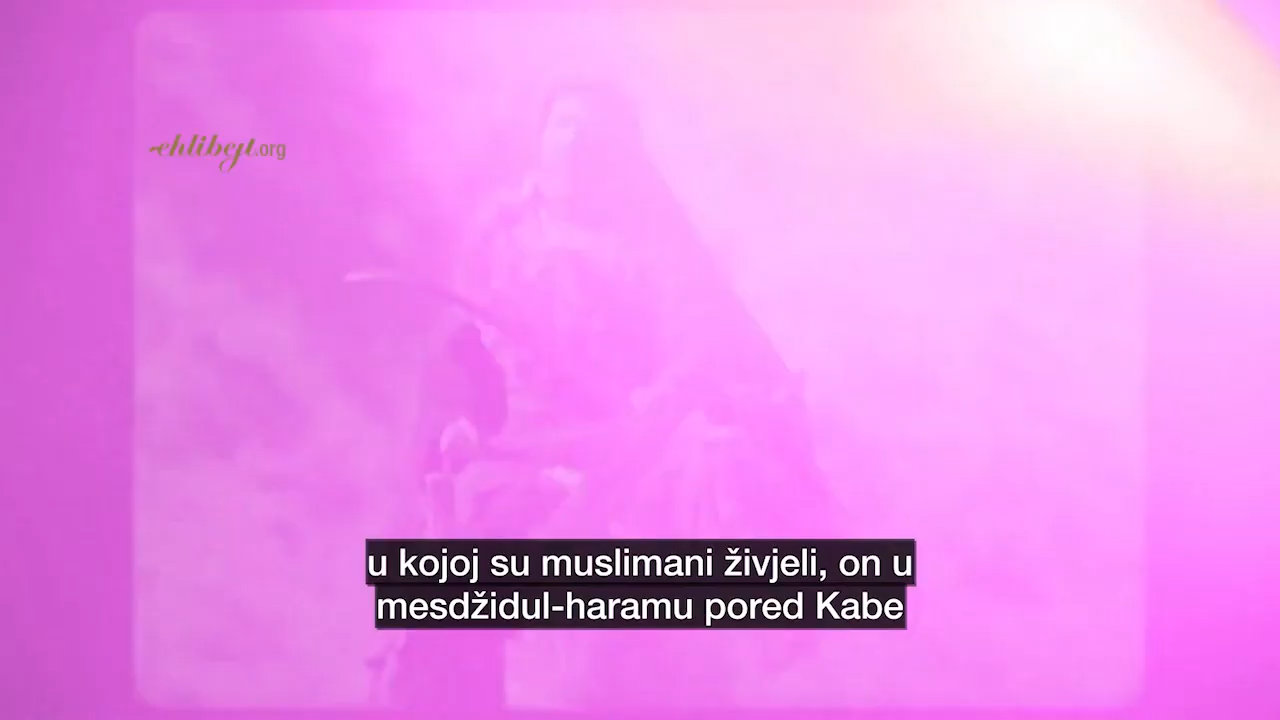 ehlibejt.org
u kojoj su muslimani živjeli, on u
mesdžidul-haramu pored Kabe